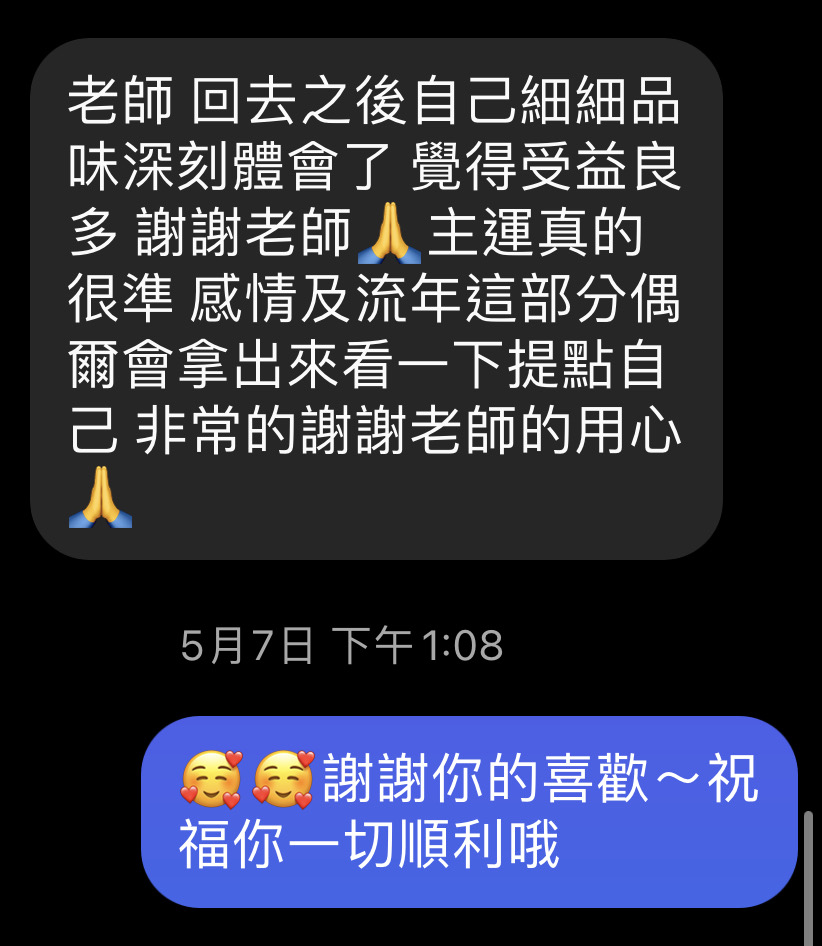 老師 回去之後自己細細品
味深刻體會了 覺得受益良
多 謝謝老師🙏主運真的
很準 感情及流年這部分偶
爾會拿出來看一下提點自
己 非常的謝謝老師的用心
🙏
5月7日 下午1:08
🥰🥰謝謝你的喜歡～祝
福你一切順利哦